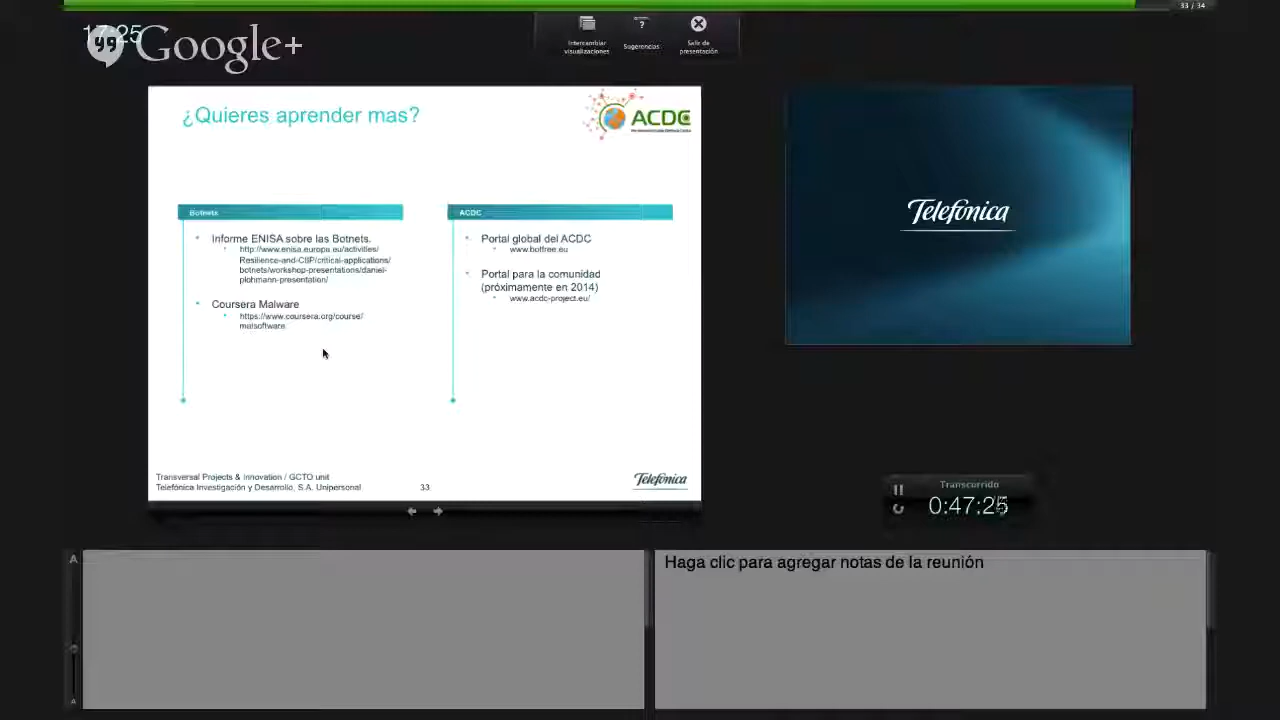 33 / 34
17:25
Google+
Intercambiar
visualizaciones
Sugerencias
Salir de
presentación
¿Quieres aprender mas?
ACDC
Botnets
Informe ENISA sobre las Botnets.
http://www.enisa.europa.eu/activities/
Resilience-and-CIIP/critical-applications/
botnets/workshop-presentations/daniel-
plohmann-presentation/
Coursera Malware
https://www.coursera.org/course/
malsoftware
ACDC
Portal global del ACDC
www.botfree.eu
Portal para la comunidad
(próximamente en 2014)
www.acdc-project.eu/
Transversal Projects & Innovation / GCTO unit
Telefónica Investigación y Desarrollo, S.A. Unipersonal
33
Telefónica
Telefónica
Transcurrido
0:47:25
A
A
Haga clic para agregar notas de la reunión